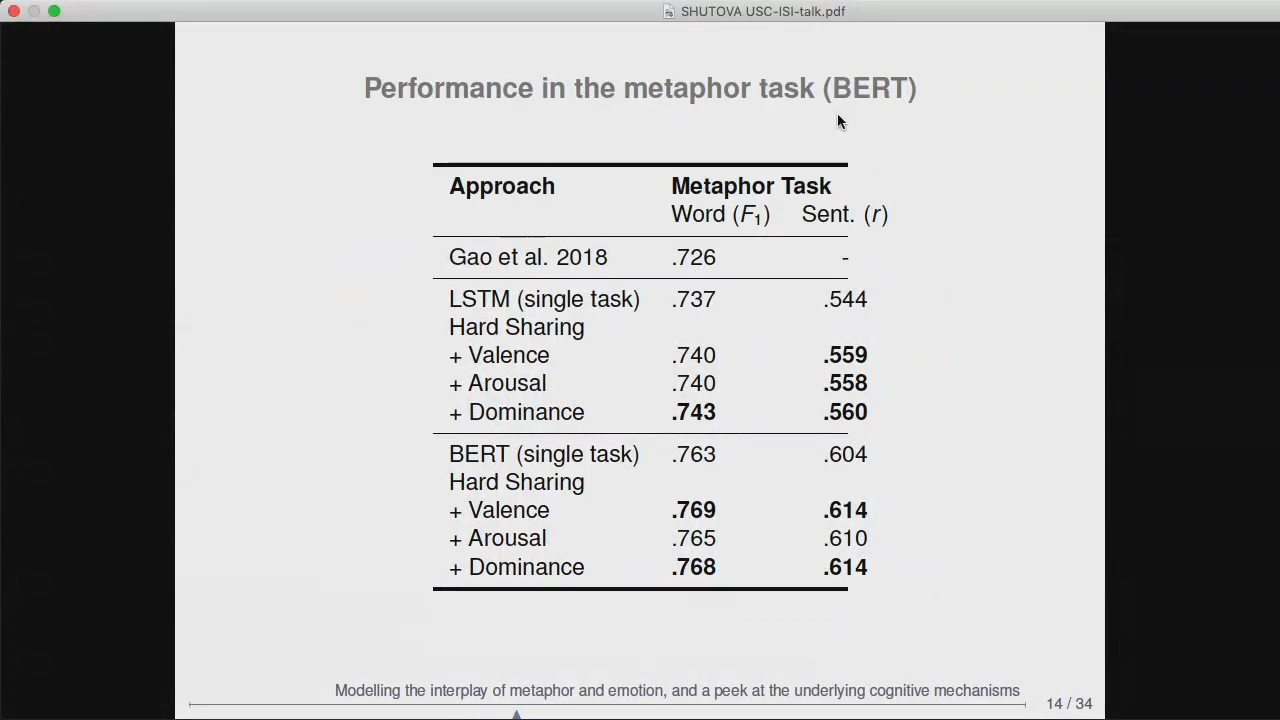 SHUTOVA USC-ISI-talk.pdf
Performance in the metaphor task (BERT)
Approach Metaphor Task
Word (F1) Sent. (r)
Gao et al. 2018 .726 -
LSTM (single task) .737 .544
Hard Sharing
+ Valence .740 .559
+ Arousal .740 .558
+ Dominance .743 .560
BERT (single task) .763 .604
Hard Sharing
+ Valence .769 .614
+ Arousal .765 .610
+ Dominance .768 .614
Modelling the interplay of metaphor and emotion, and a peek at the underlying cognitive mechanisms
14 / 34